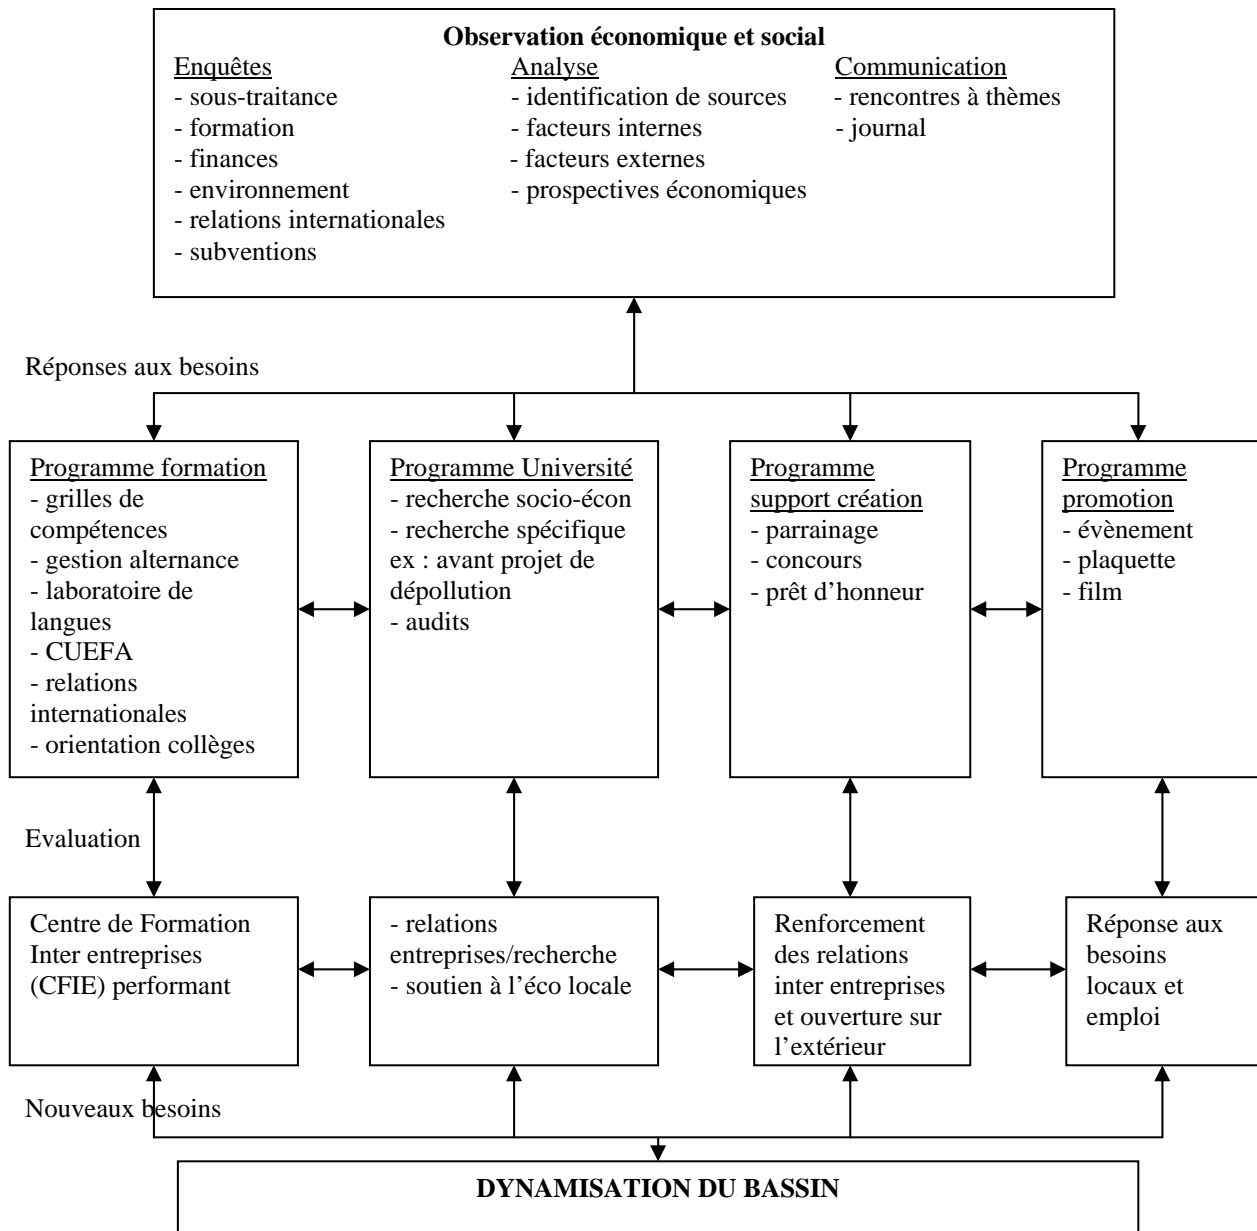 Observation économique et social
Enquêtes
- sous-traitance
- formation
- finances
- environnement
- relations internationales
- subventions
Analyse
- identification de sources
- facteurs internes
- facteurs externes
- prospectives économiques
Communication
- rencontres à thèmes
- journal
Réponses aux besoins
Programme formation
- grilles de
compétences
- gestion alternance
- laboratoire de
langues
- CUEFA
- relations
internationales
- orientation collèges
Programme Université
- recherche socio-écon
- recherche spécifique
ex : avant projet de
dépollution
- audits
Programme
support création
- parrainage
- concours
- prêt d’honneur
Programme
promotion
- évènement
- plaquette
- film
Evaluation
Centre de Formation
Inter entreprises
(CFIE) performant
- relations
entreprises/recherche
- soutien à l’éco locale
Renforcement
des relations
inter entreprises
et ouverture sur
l’extérieur
Réponse aux
besoins
locaux et
emploi
Nouveaux besoins
DYNAMISATION DU BASSIN